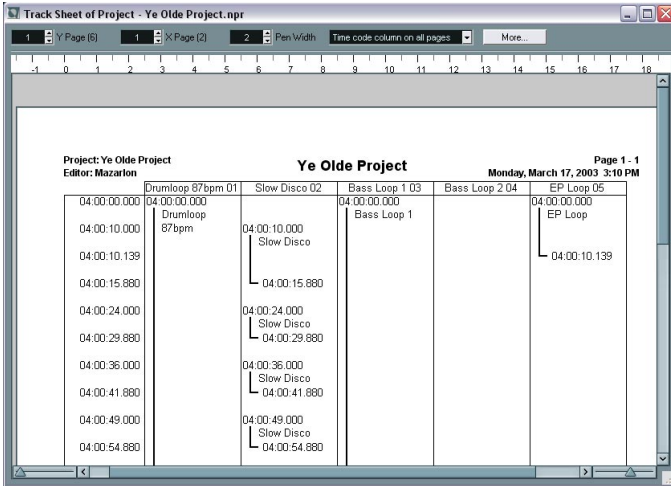 Track Sheet of Project - Ye Olde Project.npr
1 Y Page (6) 1 X Page (2) 2 Pen Width Time code column on all pages More...
-1 0 1 2 3 4 5 6 7 8 9 10 11 12 13 14 15 16 17 18
Project: Ye Olde Project Page 1 - 1
Editor: Mazarlon Ye Olde Project Monday, March 17, 2003 3:10 PM
Drumloop 87bpm 01 Slow Disco 02 Bass Loop 1 03 Bass Loop 2 04 EP Loop 05
04:00:00.000 04:00:00.000 04:00:00.000 04:00:00.000
Drumloop Bass Loop 1 EP Loop
04:00:10.000 87bpm 04:00:10.000
Slow Disco
04:00:10.139 04:00:10.139
04:00:15.880 04:00:15.880
04:00:24.000 04:00:24.000
Slow Disco
04:00:29.880 04:00:29.880
04:00:36.000 04:00:36.000
Slow Disco
04:00:41.880 04:00:41.880
04:00:49.000 04:00:49.000
Slow Disco
04:00:54.880 04:00:54.880